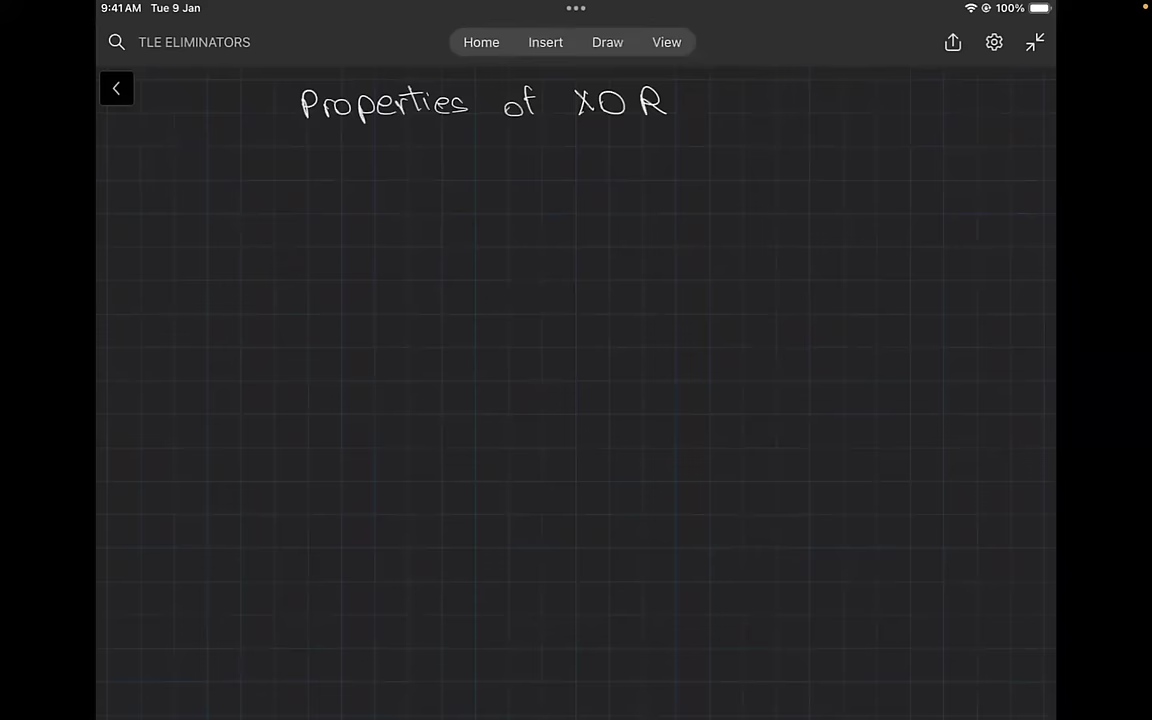 9:41 AM Tue 9 Jan 100%
TLE ELIMINATORS Home Insert Draw View
Properties of XOR